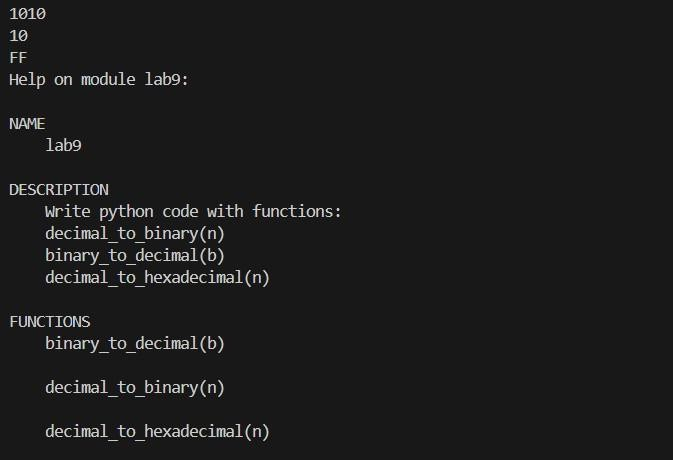 1010
10
FF
Help on module lab9:
NAME
lab9
DESCRIPTION
Write python code with functions:
decimal_to_binary(n)
binary_to_decimal(b)
decimal_to_hexadecimal(n)
FUNCTIONS
binary_to_decimal(b)
decimal_to_binary(n)
decimal_to_hexadecimal(n)